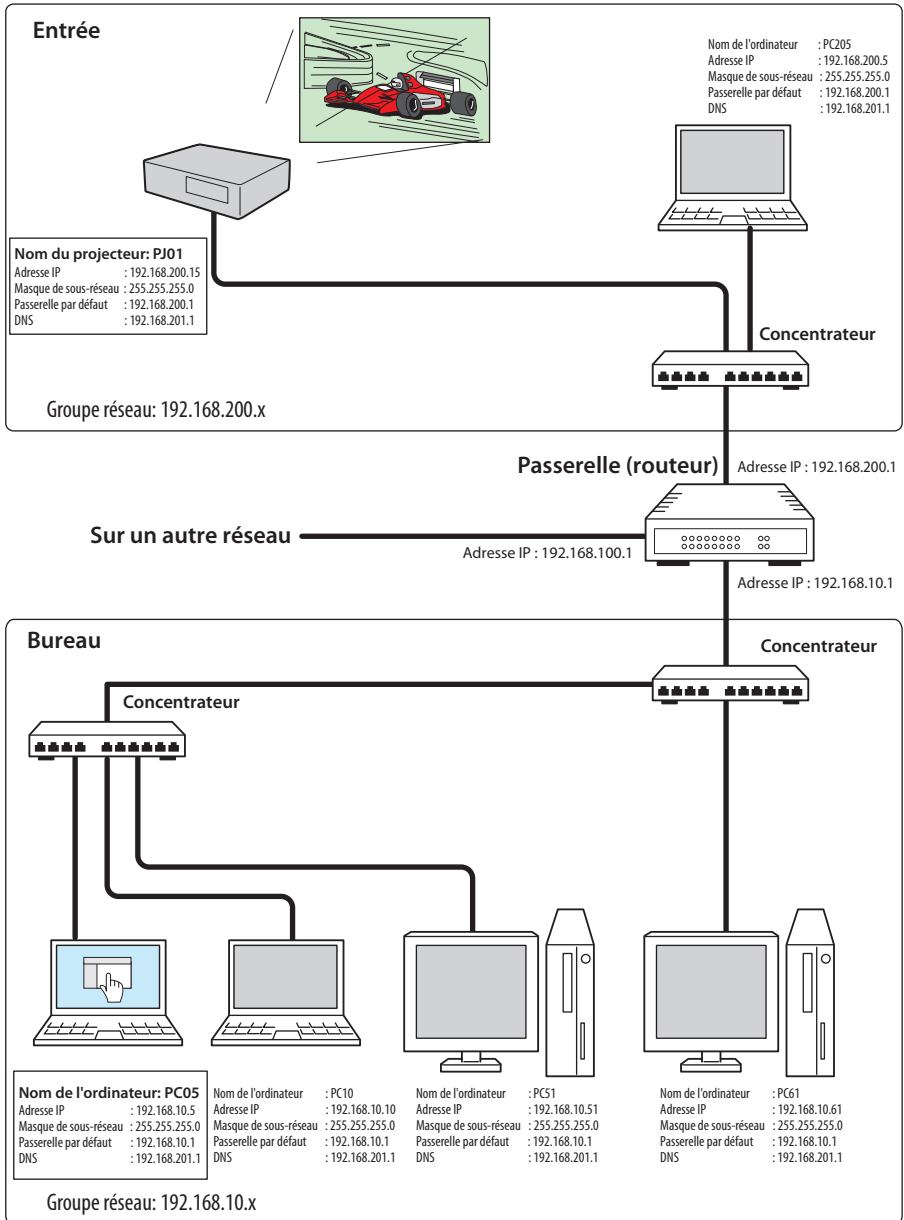 Entrée
Nom de l'ordinateur : PC205
Adresse IP : 192.168.200.5
Masque de sous-réseau : 255.255.255.0
Passerelle par défaut : 192.168.200.1
DNS : 192.168.201.1
Nom du projecteur: PJ01
Adresse IP : 192.168.200.15
Masque de sous-réseau : 255.255.255.0
Passerelle par défaut : 192.168.200.1
DNS : 192.168.201.1
Concentrateur
Groupe réseau: 192.168.200.x
Passerelle (routeur)
Adresse IP : 192.168.200.1
Sur un autre réseau
Adresse IP : 192.168.100.1
Adresse IP : 192.168.10.1
Bureau
Concentrateur
Concentrateur
Nom de l'ordinateur: PC05
Adresse IP : 192.168.10.5
Masque de sous-réseau : 255.255.255.0
Passerelle par défaut : 192.168.10.1
DNS : 192.168.201.1
Nom de l'ordinateur : PC10
Adresse IP : 192.168.10.10
Masque de sous-réseau : 255.255.255.0
Passerelle par défaut : 192.168.10.1
DNS : 192.168.201.1
Nom de l'ordinateur : PC51
Adresse IP : 192.168.10.51
Masque de sous-réseau : 255.255.255.0
Passerelle par défaut : 192.168.10.1
DNS : 192.168.201.1
Nom de l'ordinateur : PC61
Adresse IP : 192.168.10.61
Masque de sous-réseau : 255.255.255.0
Passerelle par défaut : 192.168.10.1
DNS : 192.168.201.1
Groupe réseau: 192.168.10.x